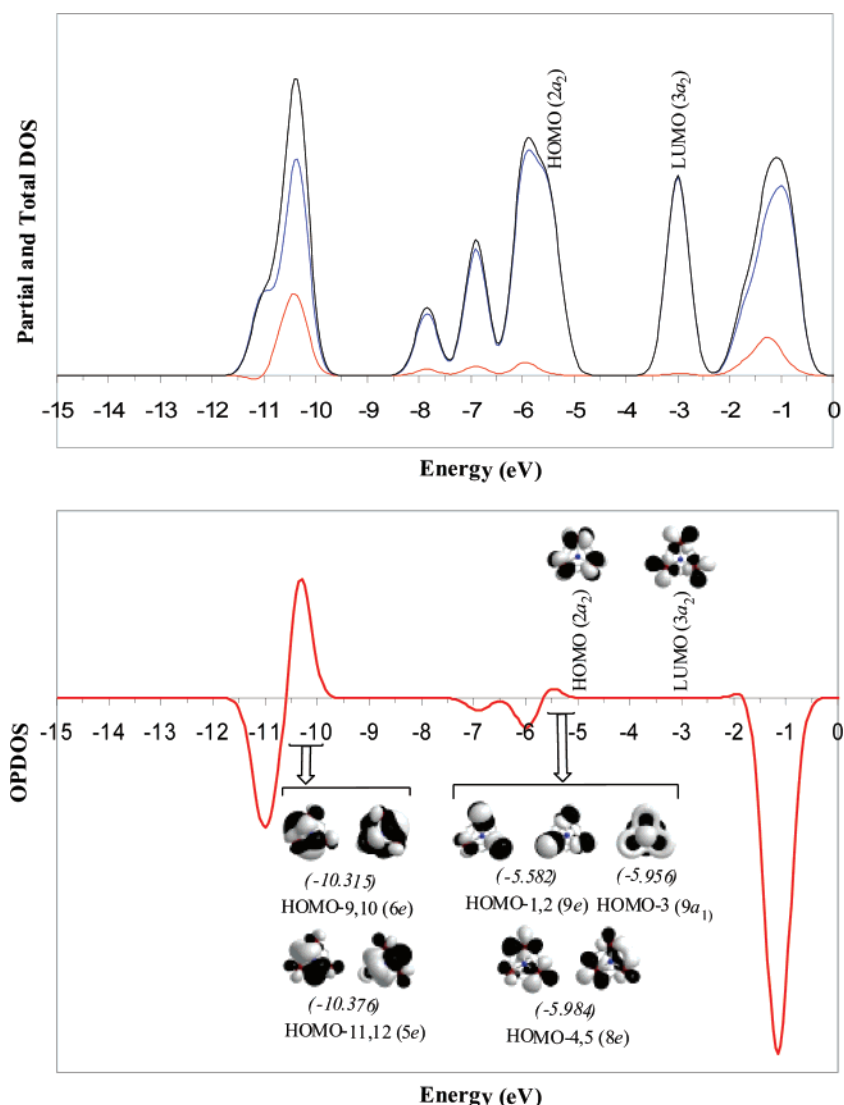 Partial and Total DOS
HOMO (2a₂)
LUMO (3a₂)
-15 -14 -13 -12 -11 -10 -9 -8 -7 -6 -5 -4 -3 -2 -1 0
Energy (eV)
OPDOS
HOMO (2a₂)
LUMO (3a₂)
-15 -14 -13 -12 -11 -10 -9 -8 -7 -6 -5 -4 -3 -2 -1 0
(-10.315)
HOMO-9,10 (6e)
(-5.582)
HOMO-1,2 (9e)
(-5.956)
HOMO-3 (9a₁)
(-10.376)
HOMO-11,12 (5e)
(-5.984)
HOMO-4,5 (8e)
Energy (eV)